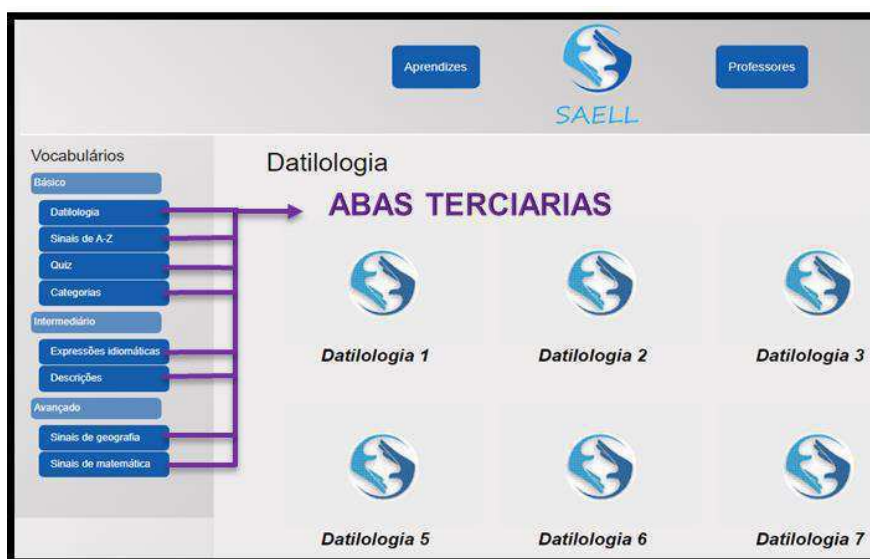 Aprendizes
Professores
SAELL
Vocabulários
Básico
Datilologia
Sinais de A-Z
Quiz
Categorias
Intermediário
Expressões idiomáticas
Descrições
Avançado
Sinais de geografia
Sinais de matemática
Datilologia
ABAS TERCIARIAS
Datilologia 1 Datilologia 2 Datilologia 3
Datilologia 5 Datilologia 6 Datilologia 7